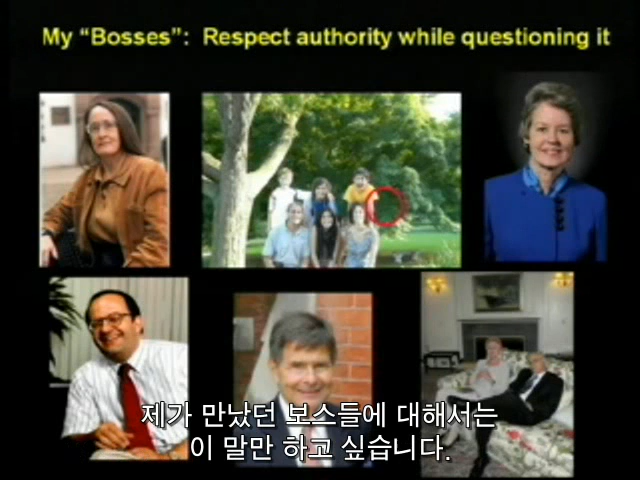 My “Bosses”:  Respect authority while questioning it
제가 만났던 보스들에 대해서는
이 말만 하고 싶습니다.